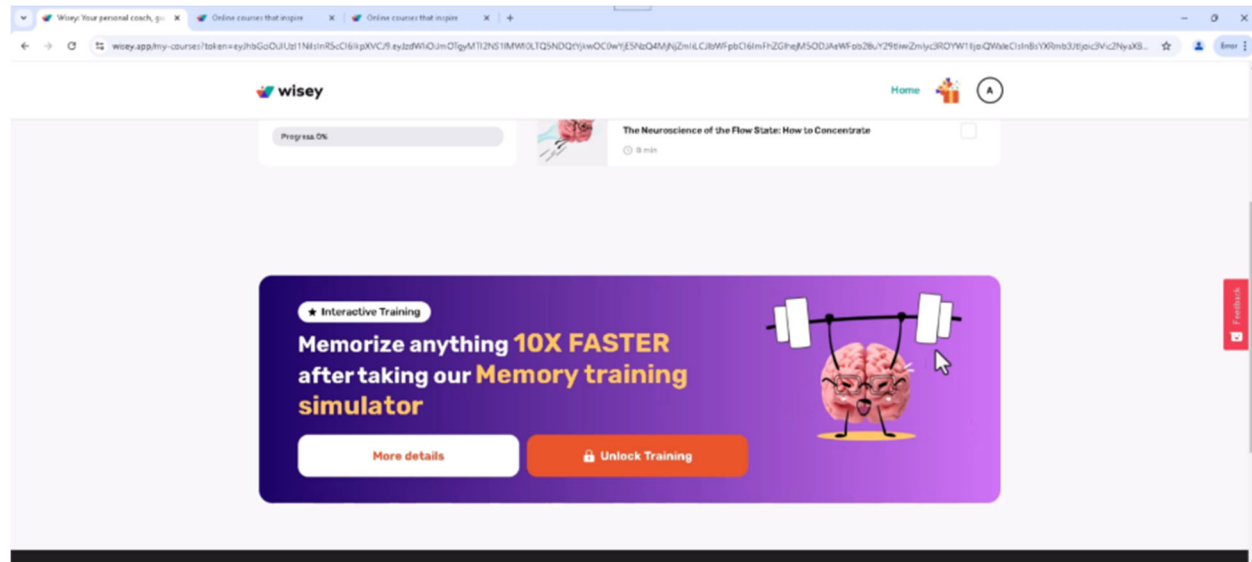 Wisey: Your personal coach, gu
Online courses that inspire
Online courses that inspire
wisey
Home
A
Progress 0%
The Neuroscience of the Flow State: How to Concentrate
8 min
Interactive Training
Memorize anything 10X FASTER
after taking our Memory training
simulator
More details
Unlock Training
Feedback
Error